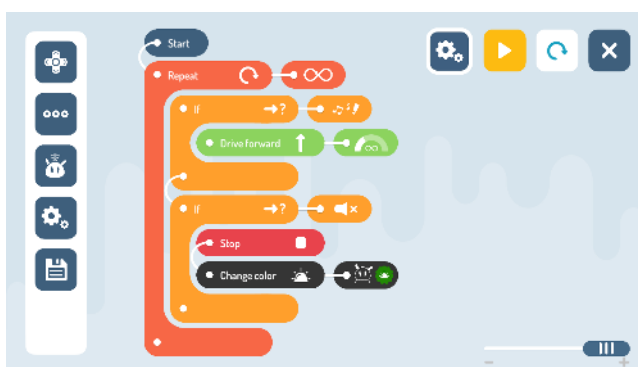 Start
Repeat
If
Drive forward
If
Stop
Change color